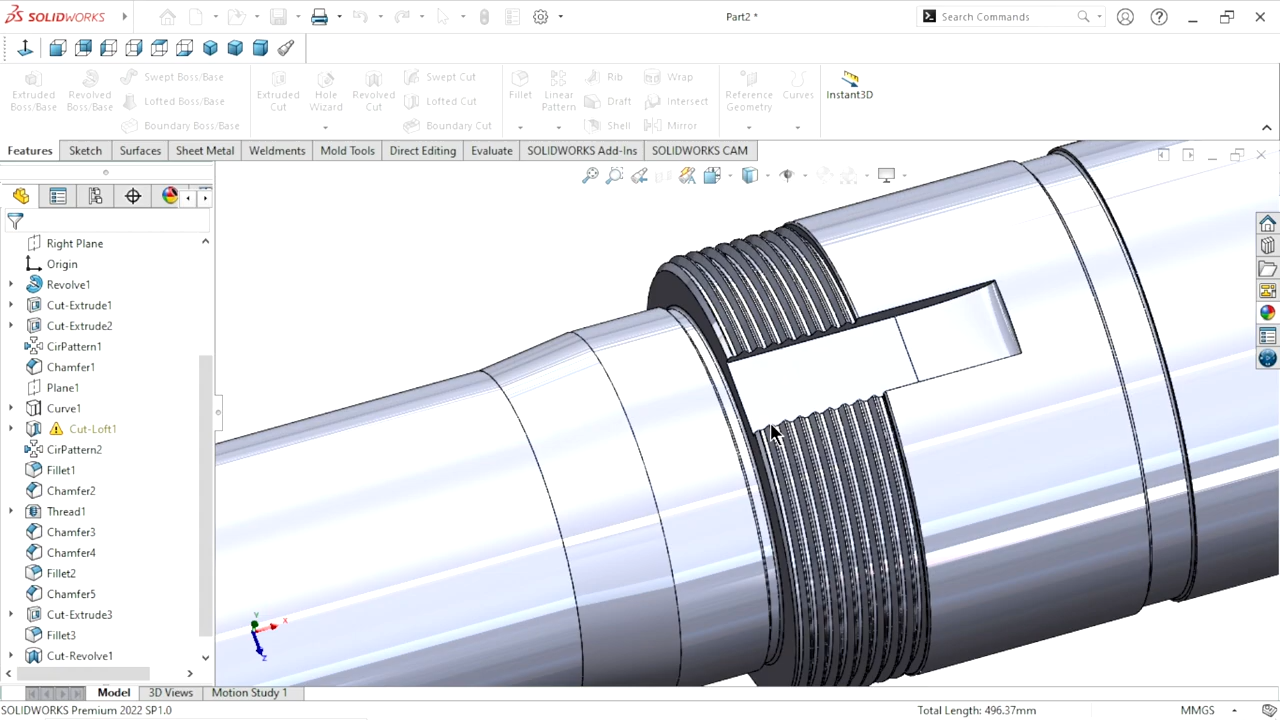 SOLIDWORKS
Part2 *
Search Commands
Extruded Boss/Base
Revolved Boss/Base
Swept Boss/Base
Lofted Boss/Base
Boundary Boss/Base
Extruded Cut
Hole Wizard
Revolved Cut
Swept Cut
Lofted Cut
Boundary Cut
Fillet
Linear Pattern
Rib
Draft
Shell
Wrap
Intersect
Mirror
Reference Geometry
Curves
Instant3D
Features
Sketch
Surfaces
Sheet Metal
Weldments
Mold Tools
Direct Editing
Evaluate
SOLIDWORKS Add-Ins
SOLIDWORKS CAM
Right Plane
Origin
Revolve1
Cut-Extrude1
Cut-Extrude2
CirPattern1
Chamfer1
Plane1
Curve1
Cut-Loft1
CirPattern2
Fillet1
Chamfer2
Thread1
Chamfer3
Chamfer4
Fillet2
Chamfer5
Cut-Extrude3
Fillet3
Cut-Revolve1
Y
X
Z
Model
3D Views
Motion Study 1
SOLIDWORKS Premium 2022 SP1.0
Total Length: 496.37mm
MMGS